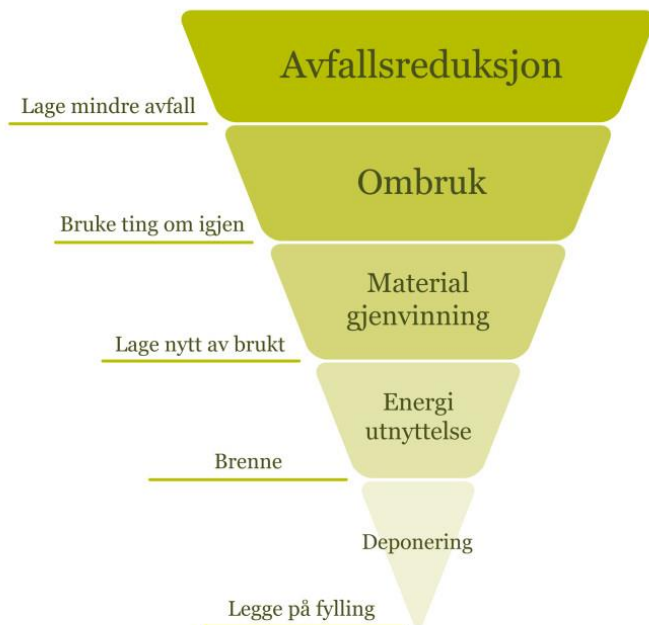 Avfallsreduksjon
Lage mindre avfall
Ombruk
Bruke ting om igjen
Material
gjenvinning
Lage nytt av brukt
Energi
utnyttelse
Brenne
Deponering
Legge på fylling